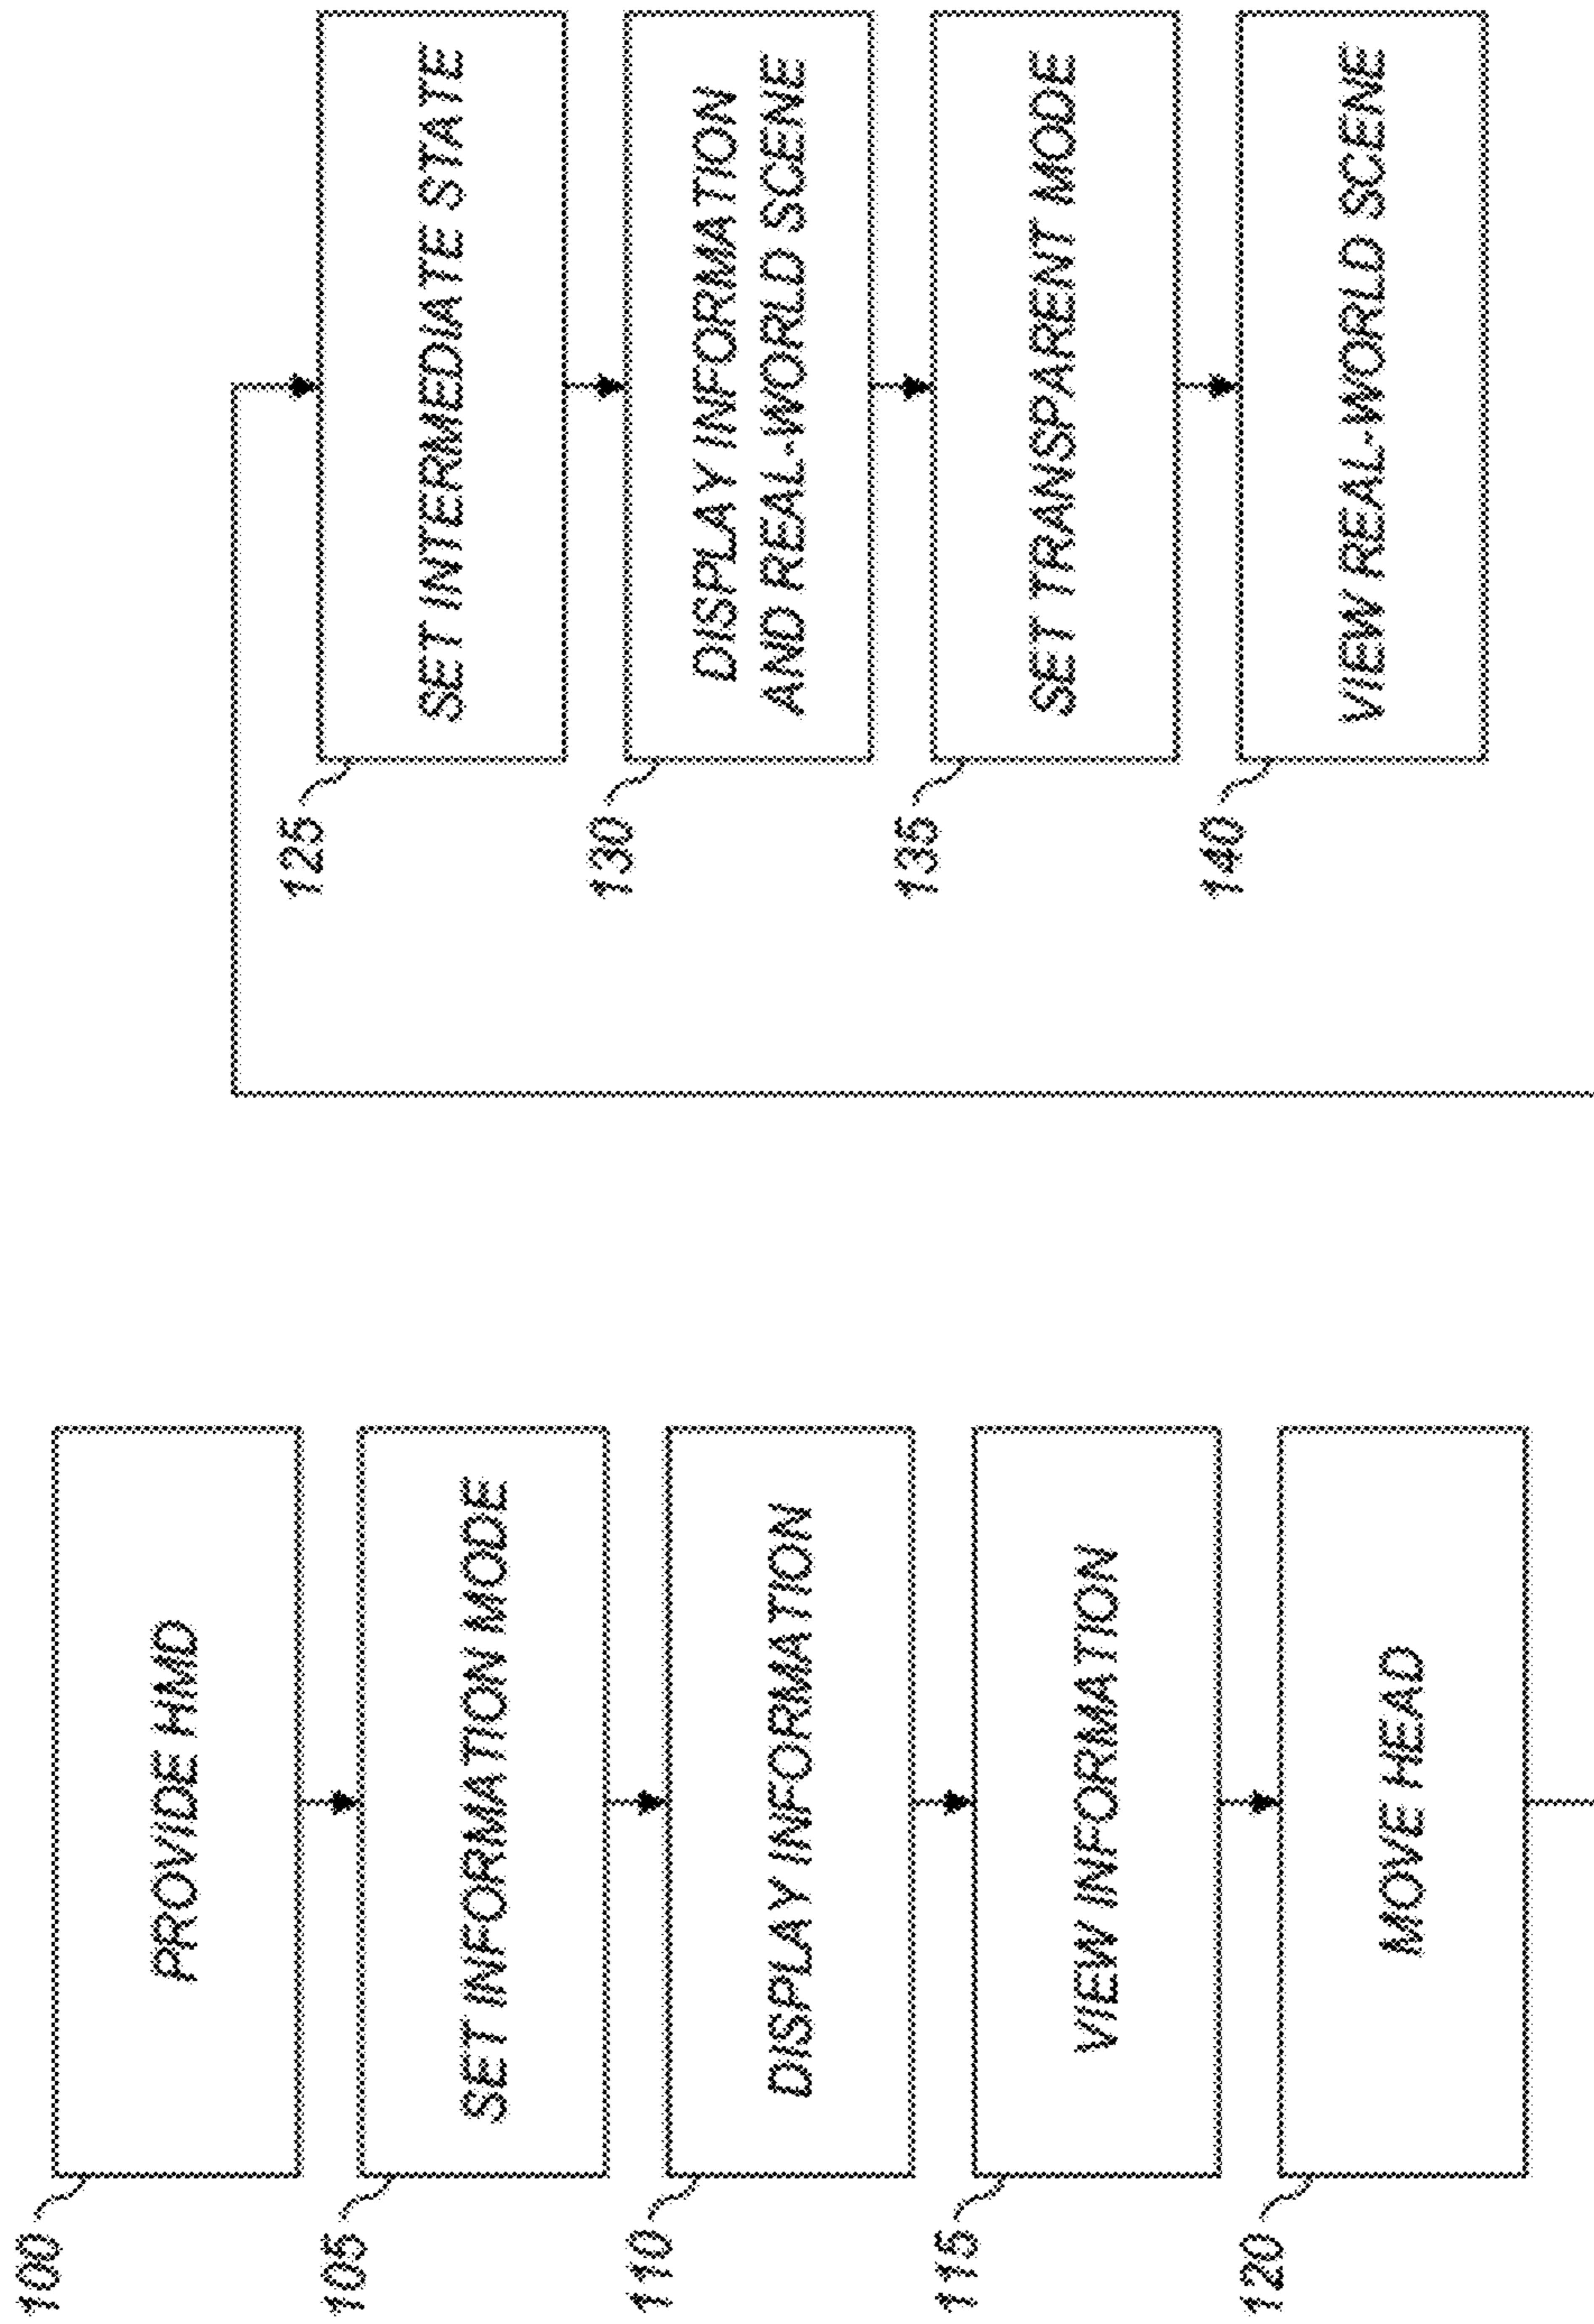 100
PROVIDE HMD
105
SET INFORMATION MODE
110
DISPLAY INFORMATION
115
VIEW INFORMATION
120
MOVE HEAD
125
SET INTERMEDIATE STATE
130
DISPLAY INFORMATION
AND REAL-WORLD SCENE
135
SET TRANSPARENT MODE
140
VIEW REAL-WORLD SCENE